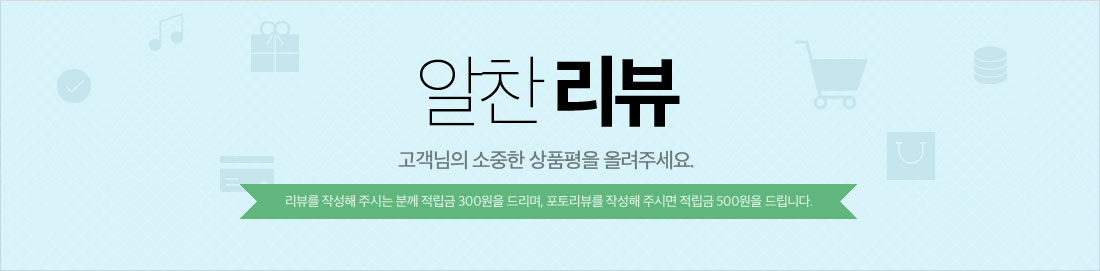 알찬 리뷰
고객님의 소중한 상품평을 올려주세요.
리뷰를 작성해 주시는 분께 적립금 300원을 드리며, 포토리뷰를 작성해 주시면 적립금 500원을 드립니다.